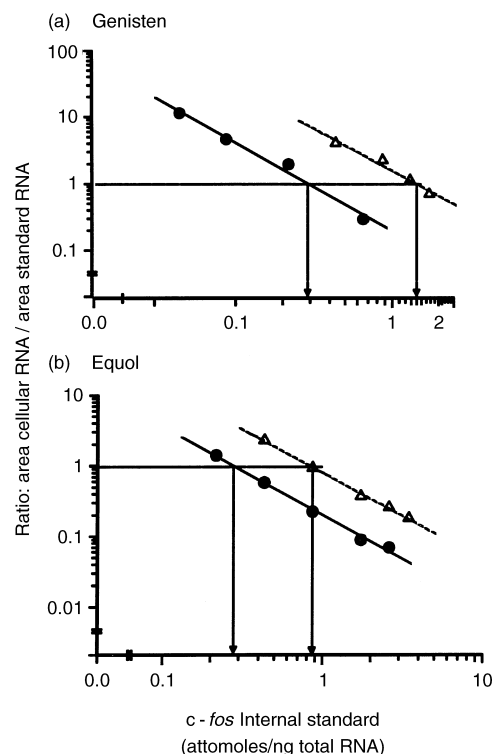 (a) Genisten
100
10
1
0.1
0.0 0.1 1 2
(b) Equol
10
1
0.1
0.01
0.0 0.1 1 10
Ratio: area cellular RNA / area standard RNA
c - fos Internal standard
(attomoles/ng total RNA)